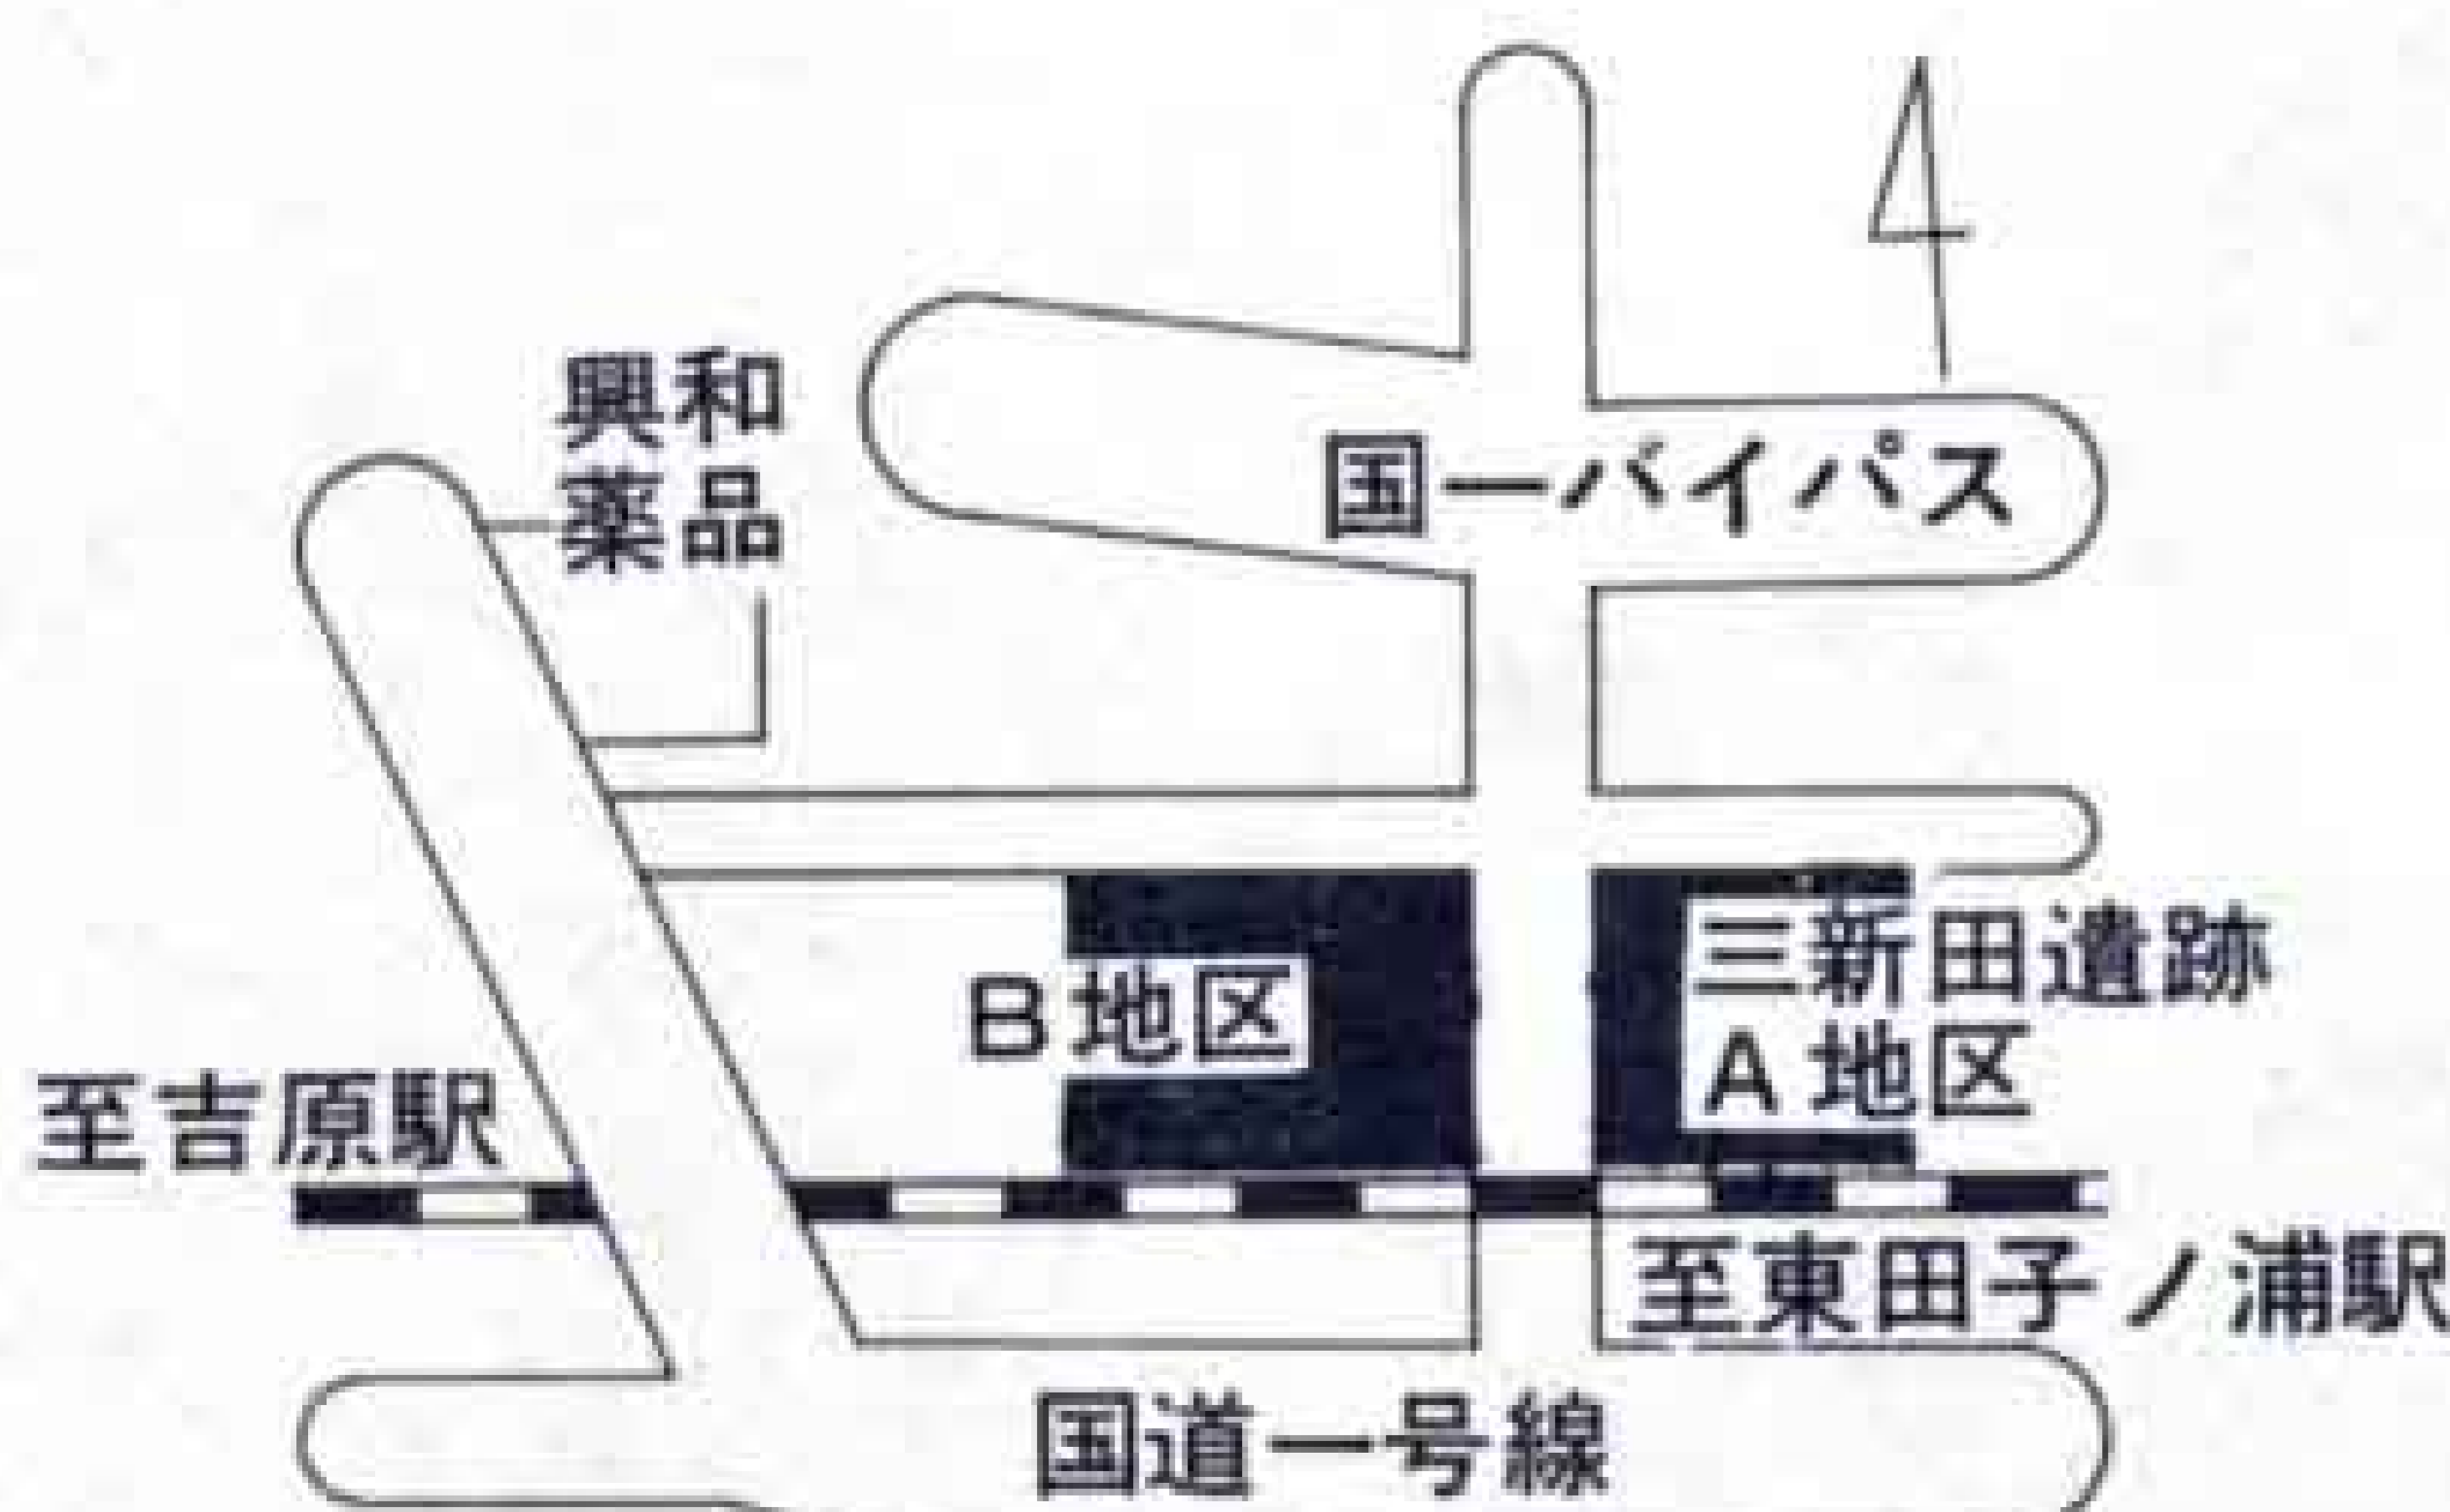 興和
薬品
国一バイパス
三新田遺跡
B地区
A地区
至吉原駅
至東田子ノ浦駅
国道一号線